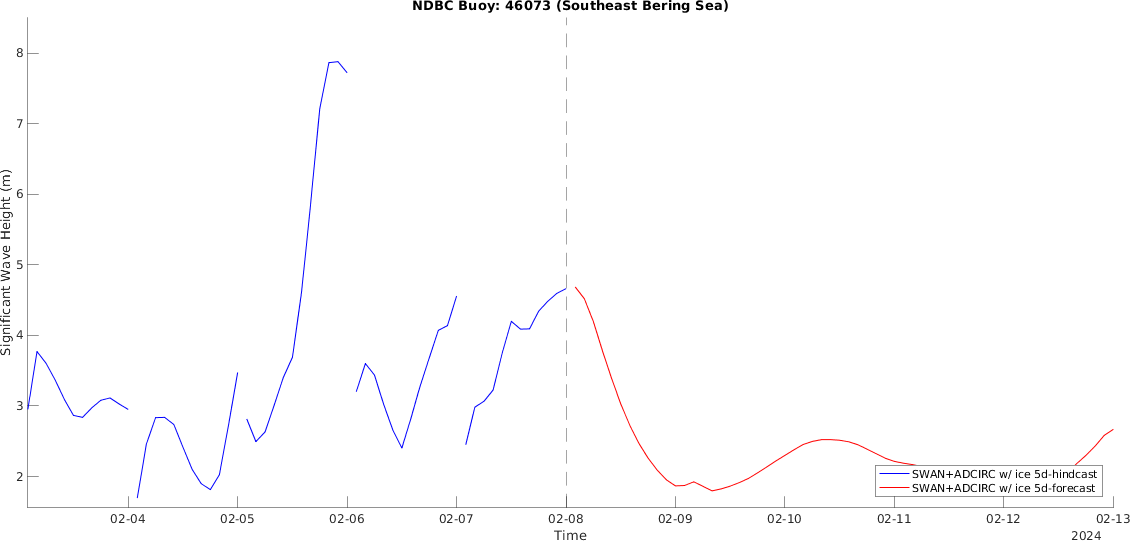 NDBC Buoy: 46073 (Southeast Bering Sea)
Significant Wave Height (m)
8
7
6
5
4
3
2
SWAN+ADCIRC w/ ice 5d-hindcast
SWAN+ADCIRC w/ ice 5d-forecast
02-04 02-05 02-06 02-07 02-08 02-09 02-10 02-11 02-12 02-13
Time
2024